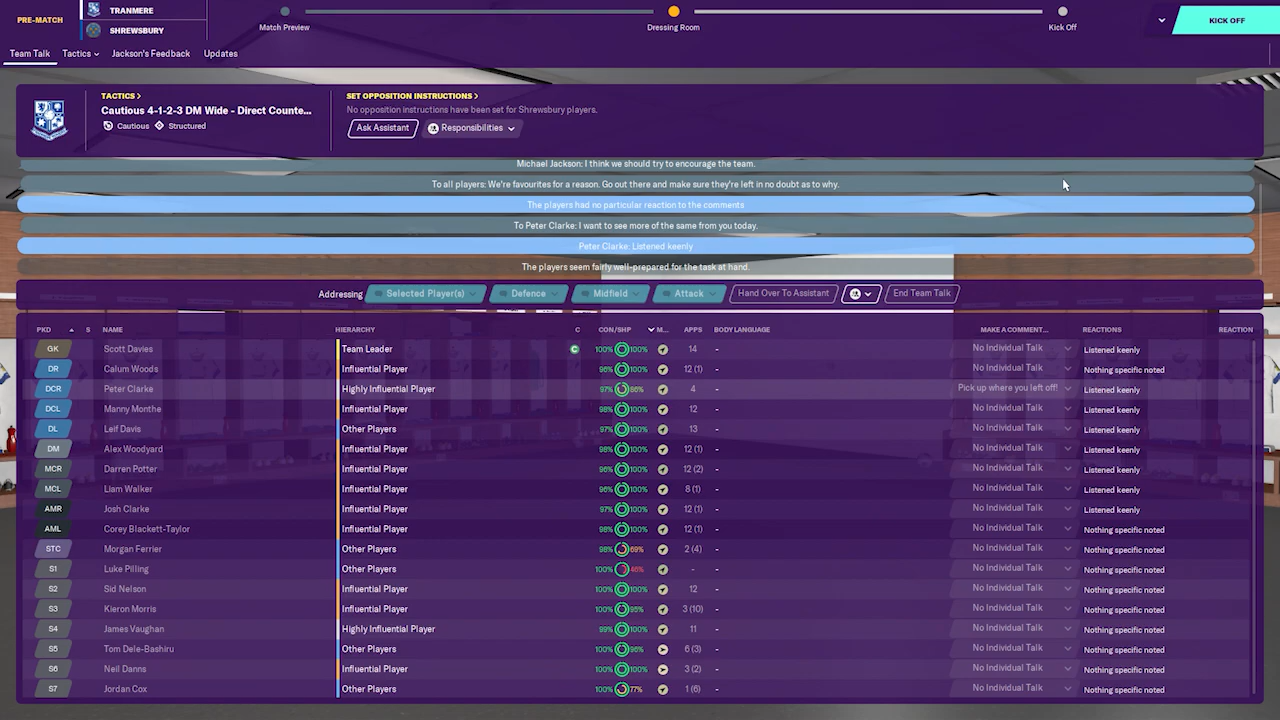 PRE-MATCH
TRANMERE
SHREWSBURY
Match Preview
Dressing Room
Kick Off
KICK OFF
Team Talk Tactics Jackson's Feedback Updates
TACTICS >
Cautious 4-1-2-3 DM Wide - Direct Counte...
Cautious Structured
SET OPPOSITION INSTRUCTIONS >
No opposition instructions have been set for Shrewsbury players.
Ask Assistant Responsibilities
Michael Jackson: I think we should try to encourage the team.
To all players: We're favourites for a reason. Go out there and make sure they're left in no doubt as to why.
The players had no particular reaction to the comments
To Peter Clarke: I want to see more of the same from you today.
Peter Clarke: Listened keenly
The players seem fairly well-prepared for the task at hand.
Addressing Selected Player(s) Defence Midfield Attack Hand Over To Assistant End Team Talk
PKD S NAME HIERARCHY C CON/SHP M... APPS BODY LANGUAGE MAKE A COMMENT... REACTIONS REACTION
GK Scott Davies Team Leader C 100% 100% 14 - No Individual Talk Listened keenly
DR Calum Woods Influential Player 96% 100% 12 (1) - No Individual Talk Nothing specific noted
DCR Peter Clarke Highly Influential Player 97% 86% 4 - Pick up where you left off! Listened keenly
DCL Manny Monthe Influential Player 98% 100% 12 - No Individual Talk Listened keenly
DL Leif Davis Other Players 97% 100% 13 - No Individual Talk Listened keenly
DM Alex Woodyard Influential Player 98% 100% 12 (1) - No Individual Talk Listened keenly
MCR Darren Potter Influential Player 96% 100% 12 (2) - No Individual Talk Listened keenly
MCL Liam Walker Influential Player 96% 100% 8 (1) - No Individual Talk Listened keenly
AMR Josh Clarke Influential Player 97% 100% 12 (1) - No Individual Talk Listened keenly
AML Corey Blackett-Taylor Influential Player 98% 100% 12 (1) - No Individual Talk Nothing specific noted
STC Morgan Ferrier Other Players 98% 69% 2 (4) - No Individual Talk Nothing specific noted
S1 Luke Pilling Other Players 100% 46% - - No Individual Talk Nothing specific noted
S2 Sid Nelson Influential Player 100% 100% 12 - No Individual Talk Nothing specific noted
S3 Kieron Morris Influential Player 100% 95% 3 (10) - No Individual Talk Nothing specific noted
S4 James Vaughan Highly Influential Player 99% 100% 11 - No Individual Talk Nothing specific noted
S5 Tom Dele-Bashiru Other Players 100% 96% 6 (3) - No Individual Talk Nothing specific noted
S6 Neil Danns Influential Player 100% 100% 3 (2) - No Individual Talk Nothing specific noted
S7 Jordan Cox Other Players 100% 77% 1 (6) - No Individual Talk Nothing specific noted